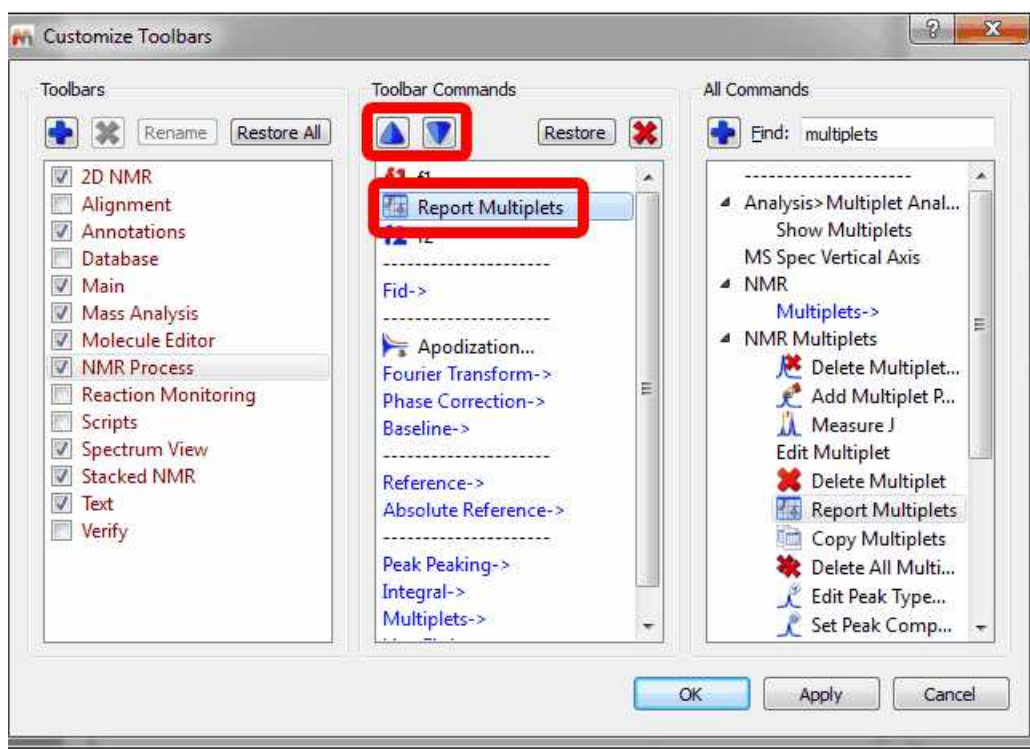 Customize Toolbars
Toolbars
Rename
Restore All
2D NMR
Alignment
Annotations
Database
Main
Mass Analysis
Molecule Editor
NMR Process
Reaction Monitoring
Scripts
Spectrum View
Stacked NMR
Text
Verify
Toolbar Commands
Restore
Report Multiplets
---------------------
Fid->
---------------------
Apodization...
Fourier Transform->
Phase Correction->
Baseline->
---------------------
Reference->
Absolute Reference->
---------------------
Peak Peaking->
Integral->
Multiplets->
All Commands
Find: multiplets
---------------------
Analysis>Multiplet Anal...
Show Multiplets
MS Spec Vertical Axis
NMR
Multiplets->
NMR Multiplets
Delete Multiplet...
Add Multiplet P...
Measure J
Edit Multiplet
Delete Multiplet
Report Multiplets
Copy Multiplets
Delete All Multi...
Edit Peak Type...
Set Peak Comp...
OK
Apply
Cancel